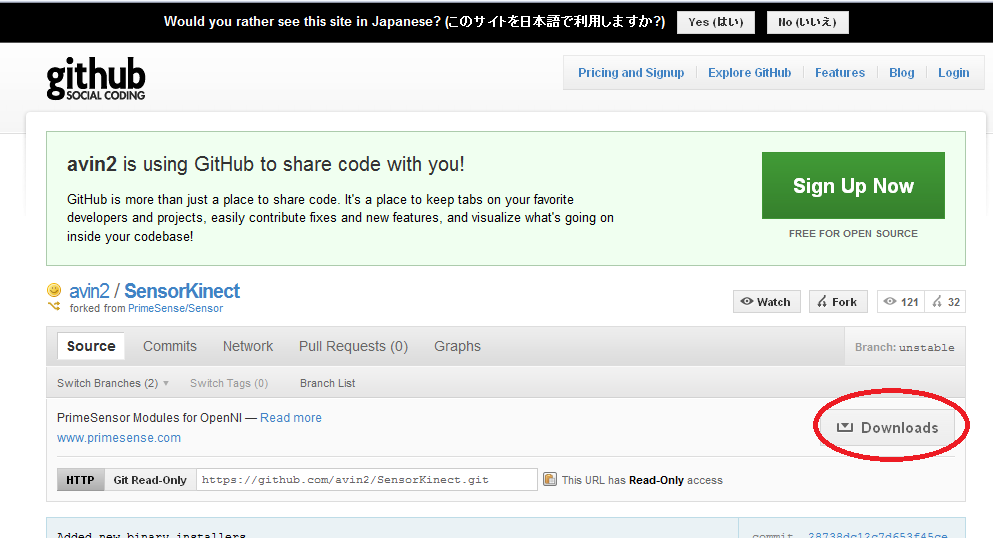 Would you rather see this site in Japanese? (このサイトを日本語で利用しますか?) Yes (はい) No (いいえ)
github
SOCIAL CODING
Pricing and Signup Explore GitHub Features Blog Login
avin2 is using GitHub to share code with you!
GitHub is more than just a place to share code. It's a place to keep tabs on your favorite
developers and projects, easily contribute fixes and new features, and visualize what's going on
inside your codebase!
Sign Up Now
FREE FOR OPEN SOURCE
avin2 / SensorKinect
forked from PrimeSense/Sensor
Watch Fork 121 32
Source Commits Network Pull Requests (0) Graphs Branch: unstable
Switch Branches (2) Switch Tags (0) Branch List
PrimeSensor Modules for OpenNI — Read more
www.primesense.com
Downloads
HTTP Git Read-Only https://github.com/avin2/SensorKinect.git This URL has Read-Only access
Added new binary installers
commit 28738dc12c7d653f45ce